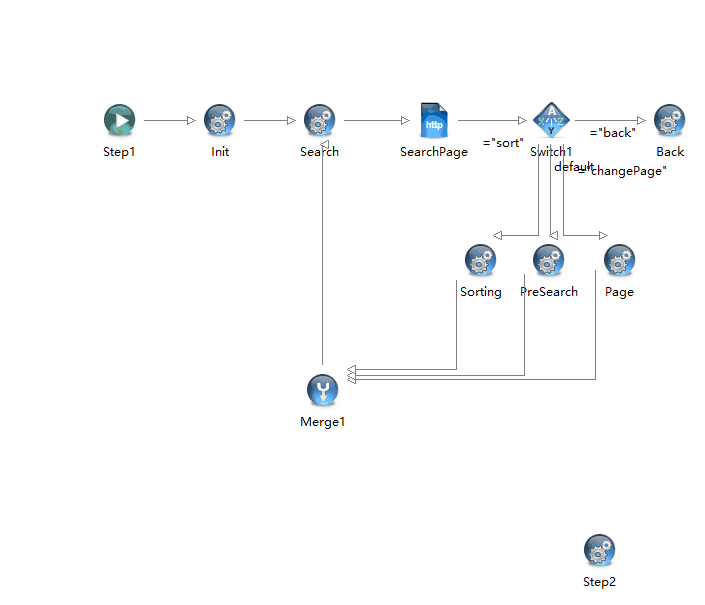 http
A
X Z
Y
="sort"
="back"
Step1
Init
Search
SearchPage
Switch1
Back
default
="changePage"
Sorting
PreSearch
Page
Merge1
Step2